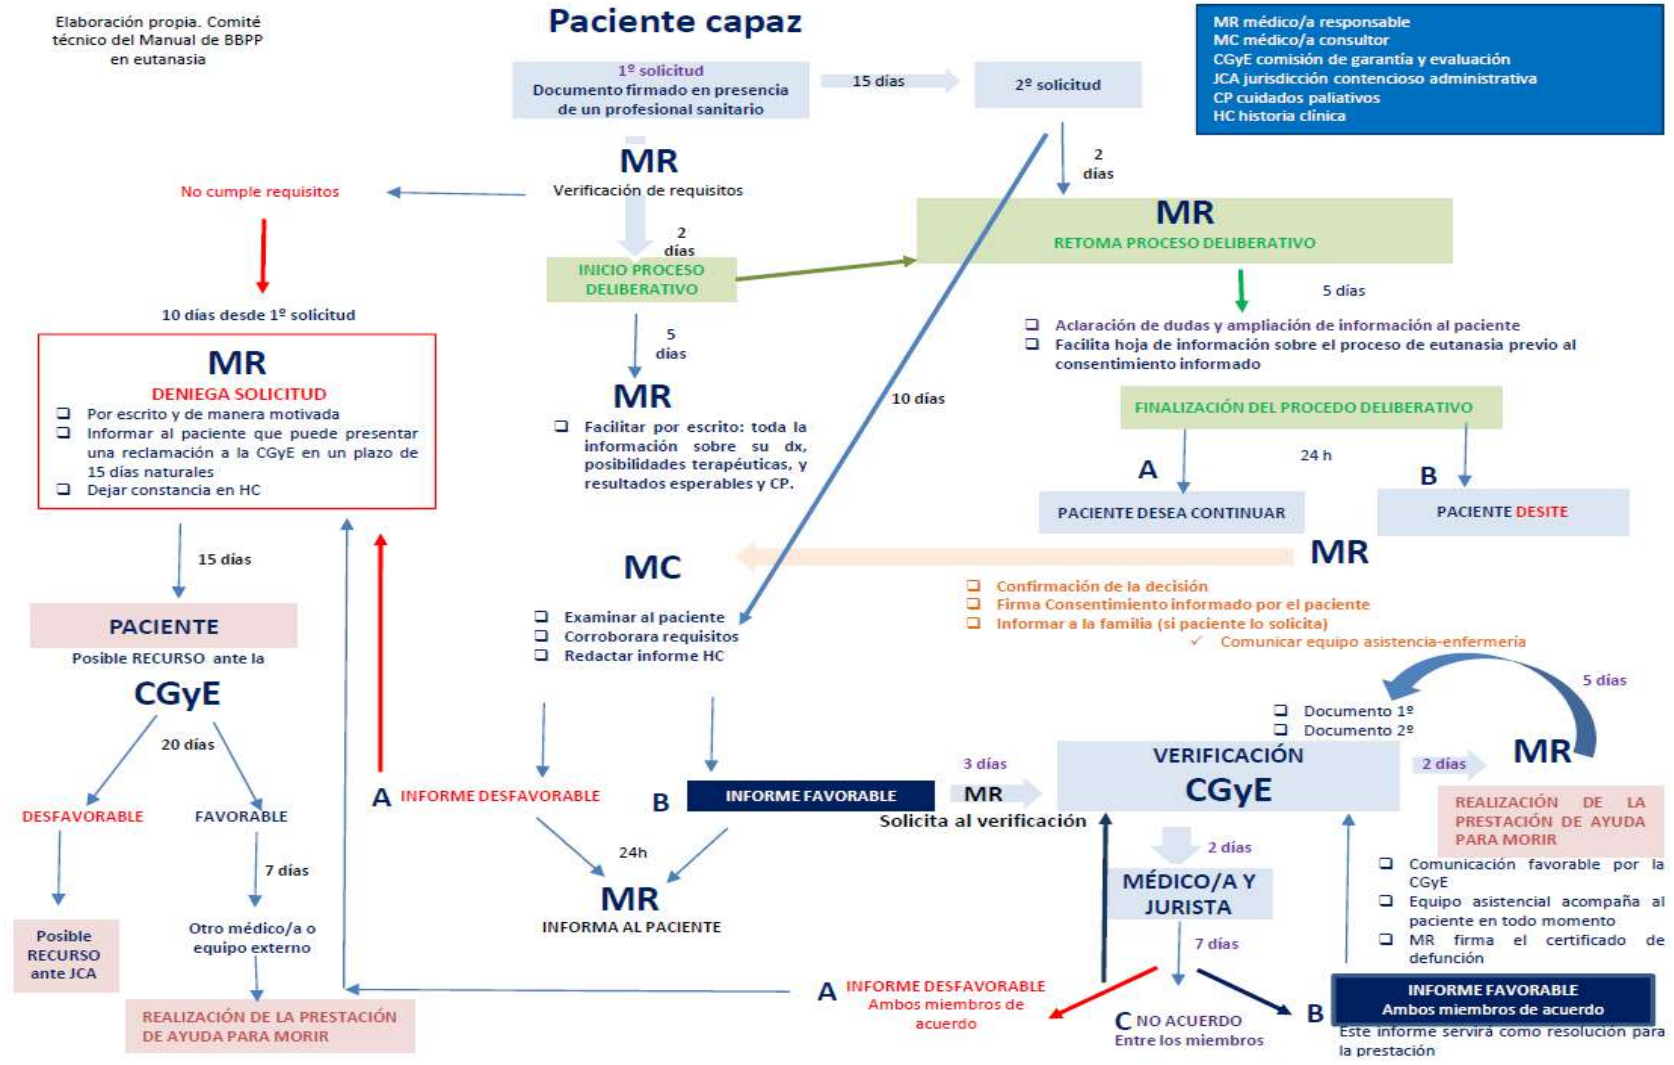 Elaboración propia. Comité
técnico del Manual de BBPP
en eutanasia
Paciente capaz
MR médico/a responsable
MC médico/a consultor
CGyE comisión de garantía y evaluación
JCA jurisdicción contencioso administrativa
CP cuidados paliativos
HC historia clínica
1º solicitud
Documento firmado en presencia
de un profesional sanitario
15 días
2º solicitud
MR
Verificación de requisitos
No cumple requisitos
2
días
2
días
MR
RETOMA PROCESO DELIBERATIVO
INICIO PROCESO
DELIBERATIVO
5 días
10 días desde 1º solicitud
MR
DENIEGA SOLICITUD
❑ Por escrito y de manera motivada
❑ Informar al paciente que puede presentar
una reclamación a la CGyE en un plazo de
15 días naturales
❑ Dejar constancia en HC
5
días
MR
❑ Facilitar por escrito: toda la
información sobre su dx,
posibilidades terapéuticas, y
resultados esperables y CP.
10 días
❑ Aclaración de dudas y ampliación de información al paciente
❑ Facilita hoja de información sobre el proceso de eutanasia previo al
consentimiento informado
FINALIZACIÓN DEL PROCEDO DELIBERATIVO
A
24 h
B
PACIENTE DESEA CONTINUAR
PACIENTE DESITE
15 días
MC
❑ Examinar al paciente
❑ Corroborara requisitos
❑ Redactar informe HC
MR
❑ Confirmación de la decisión
❑ Firma Consentimiento informado por el paciente
❑ Informar a la familia (si paciente lo solicita)
✓ Comunicar equipo asistencia-enfermería
PACIENTE
Posible RECURSO ante la
CGyE
20 días
DESFAVORABLE
FAVORABLE
7 días
Posible
RECURSO
ante JCA
Otro médico/a o
equipo externo
REALIZACIÓN DE LA PRESTACIÓN
DE AYUDA PARA MORIR
A INFORME DESFAVORABLE
B INFORME FAVORABLE
24h
MR
INFORMA AL PACIENTE
3 días
MR
Solicita al verificación
❑ Documento 1º
❑ Documento 2º
VERIFICACIÓN
CGyE
5 días
2 días
MR
REALIZACIÓN DE LA
PRESTACIÓN DE AYUDA
PARA MORIR
❑ Comunicación favorable por la
CGyE
❑ Equipo asistencial acompaña al
paciente en todo momento
❑ MR firma el certificado de
defunción
2 días
MÉDICO/A Y
JURISTA
7 días
A INFORME DESFAVORABLE
Ambos miembros de
acuerdo
C NO ACUERDO
Entre los miembros
B INFORME FAVORABLE
Ambos miembros de acuerdo
Este informe servirá como resolución para
la prestación